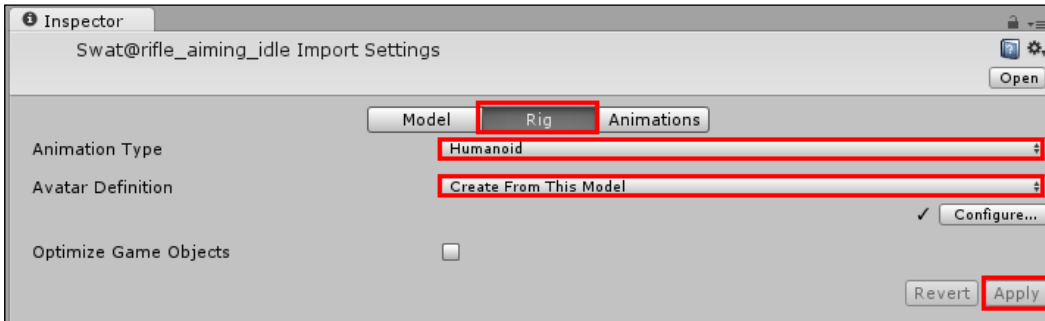 Inspector
Swat@rifle_aiming_idle Import Settings
Open
Model Rig Animations
Animation Type Humanoid
Avatar Definition Create From This Model
✓ Configure...
Optimize Game Objects
Revert Apply